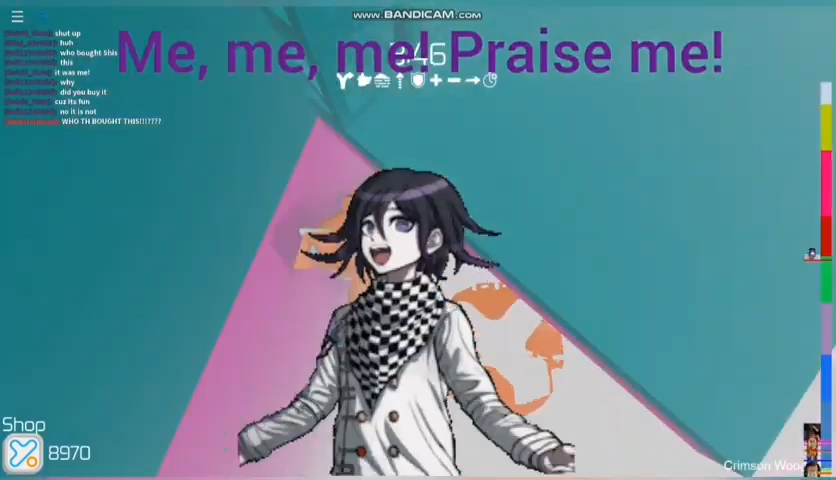 www.BANDICAM.com
Me, me, me! Praise me!
3:46
shut up
huh
who bought this
this
it was me!
why
did you buy it
cuz its fun
no it is not
WHO TH BOUGHT THIS!!!????
Shop
8970
Crimson Woo